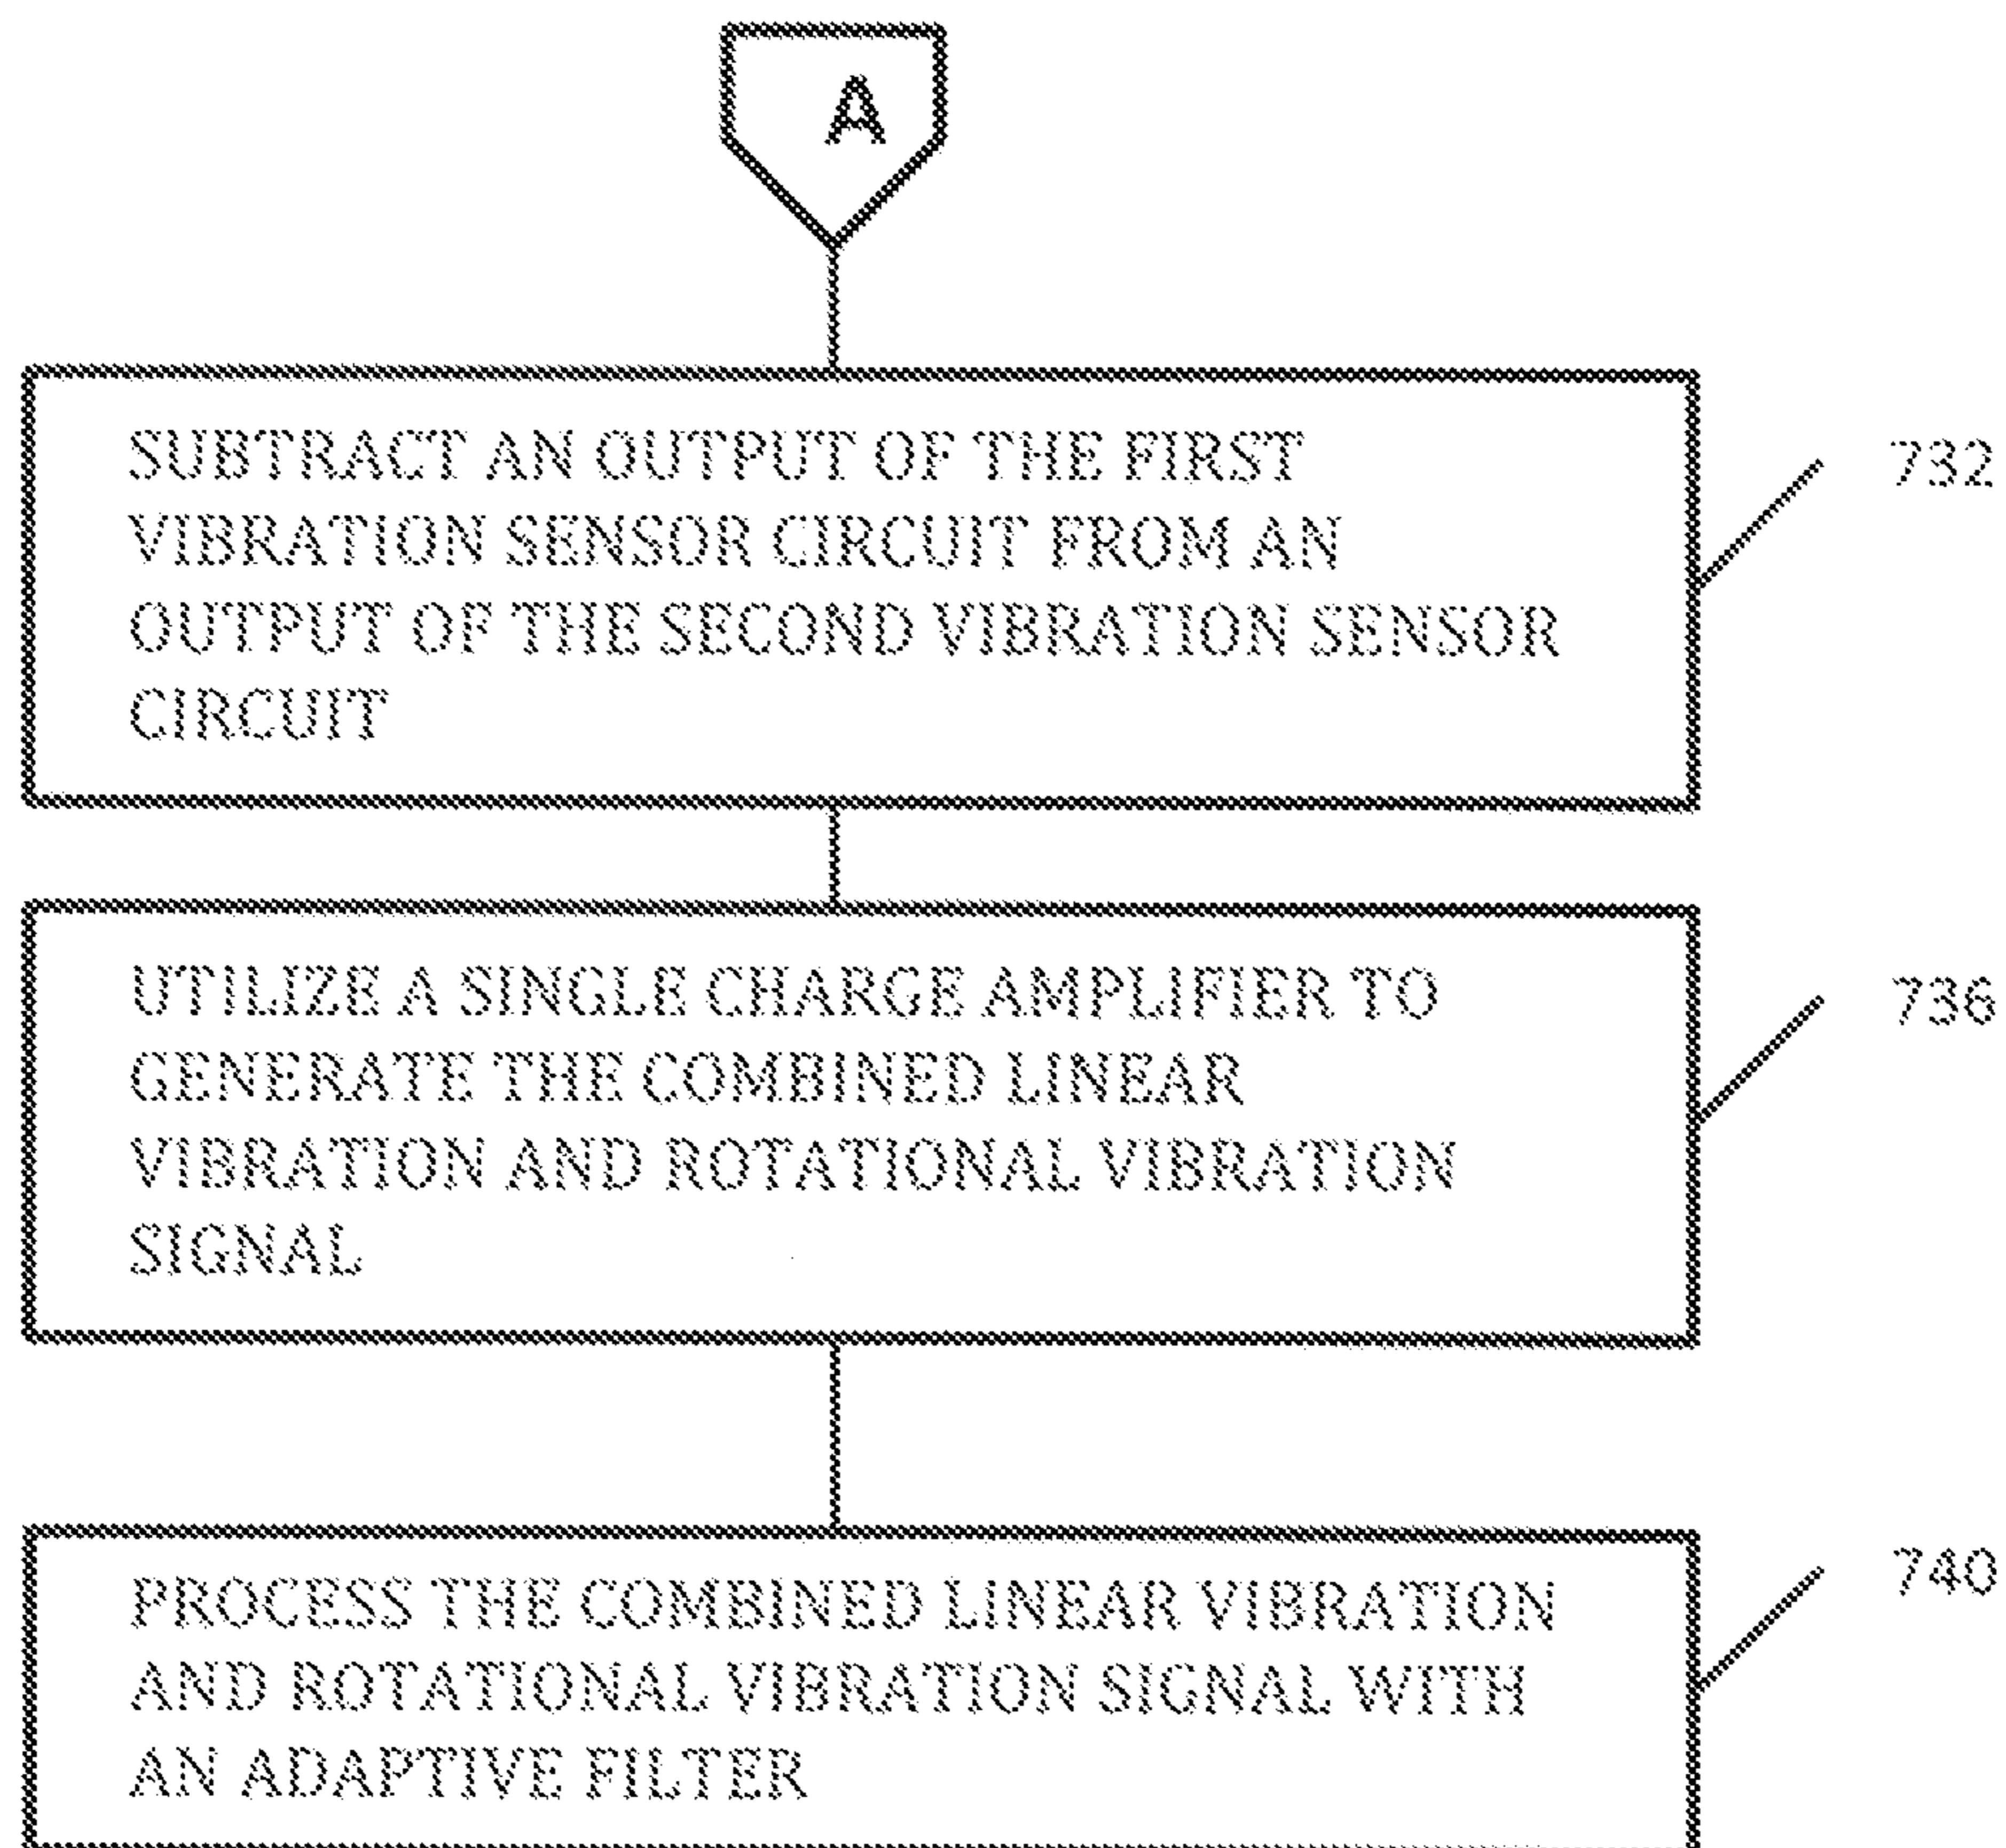 A
SUBTRACT AN OUTPUT OF THE FIRST
VIBRATION SENSOR CIRCUIT FROM AN
OUTPUT OF THE SECOND VIBRATION SENSOR
CIRCUIT
732
UTILIZE A SINGLE CHARGE AMPLIFIER TO
GENERATE THE COMBINED LINEAR
VIBRATION AND ROTATIONAL VIBRATION
SIGNAL
736
PROCESS THE COMBINED LINEAR VIBRATION
AND ROTATIONAL VIBRATION SIGNAL WITH
AN ADAPTIVE FILTER
740